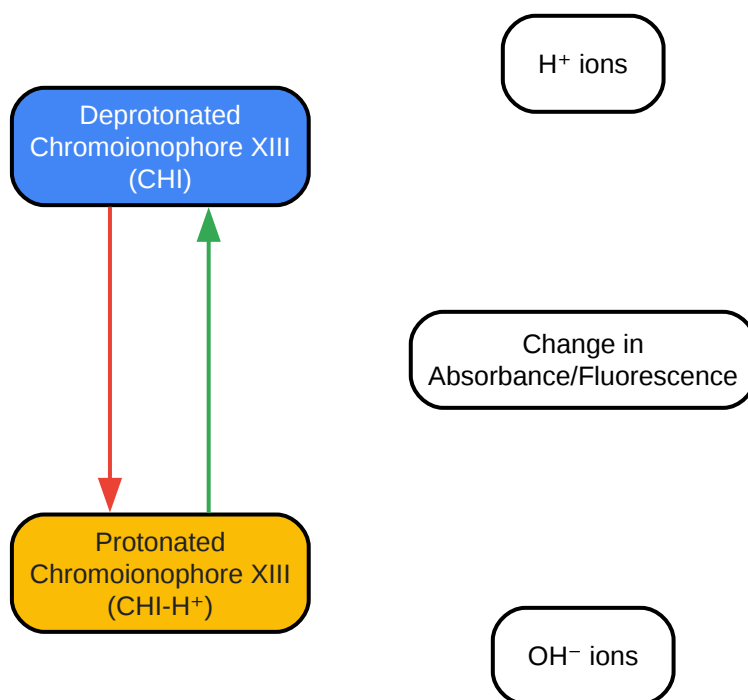 H⁺ ions
Deprotonated
Chromoionophore XIII
(CHI)
Change in
Absorbance/Fluorescence
Protonated
Chromoionophore XIII
(CHI-H⁺)
OH⁻ ions